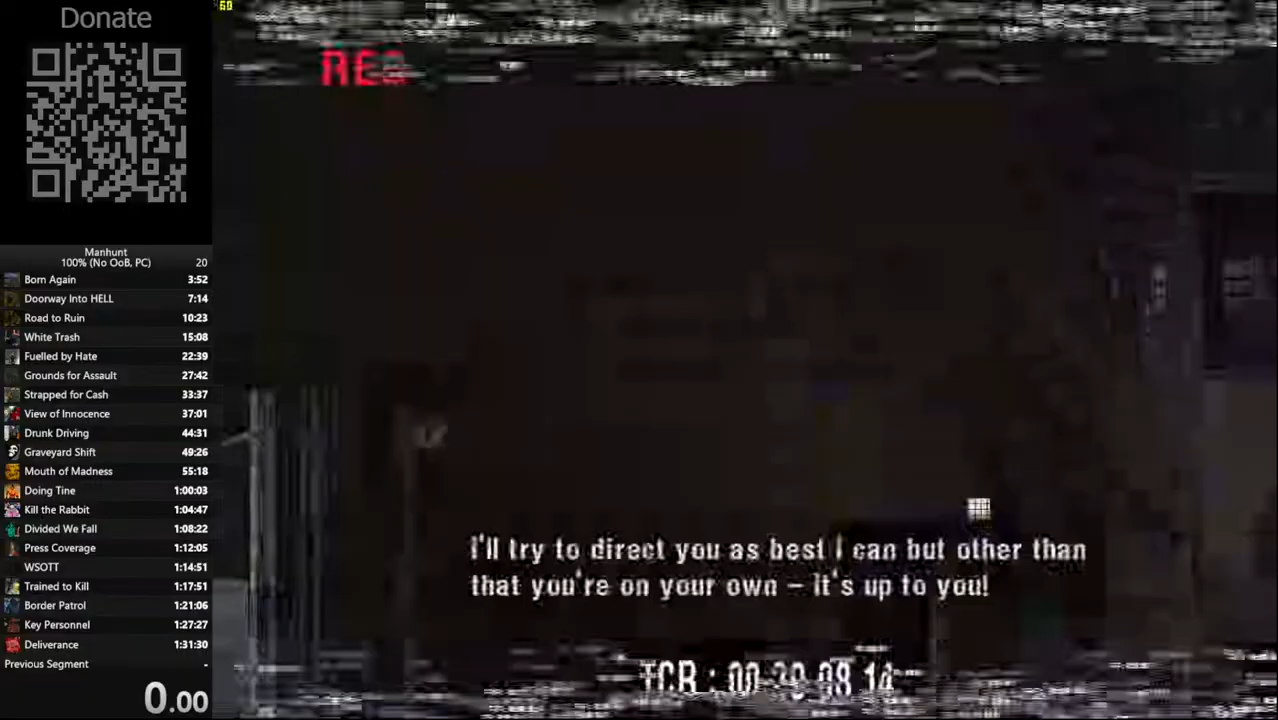 Donate
60
REC
Manhunt
100% (No OoB, PC) 20
Born Again 3:52
Doorway Into HELL 7:14
Road to Ruin 10:23
White Trash 15:08
Fuelled by Hate 22:39
Grounds for Assault 27:42
Strapped for Cash 33:37
View of Innocence 37:01
Drunk Driving 44:31
Graveyard Shift 49:26
Mouth of Madness 55:18
Doing Tine 1:00:03
Kill the Rabbit 1:04:47
Divided We Fall 1:08:22
Press Coverage 1:12:05
WSOTT 1:14:51
Trained to Kill 1:17:51
Border Patrol 1:21:06
Key Personnel 1:27:27
Deliverance 1:31:30
Previous Segment -
0.00
I'll try to direct you as best I can but other than
that you're on your own – It's up to you!
TCR : 00 30 08 14